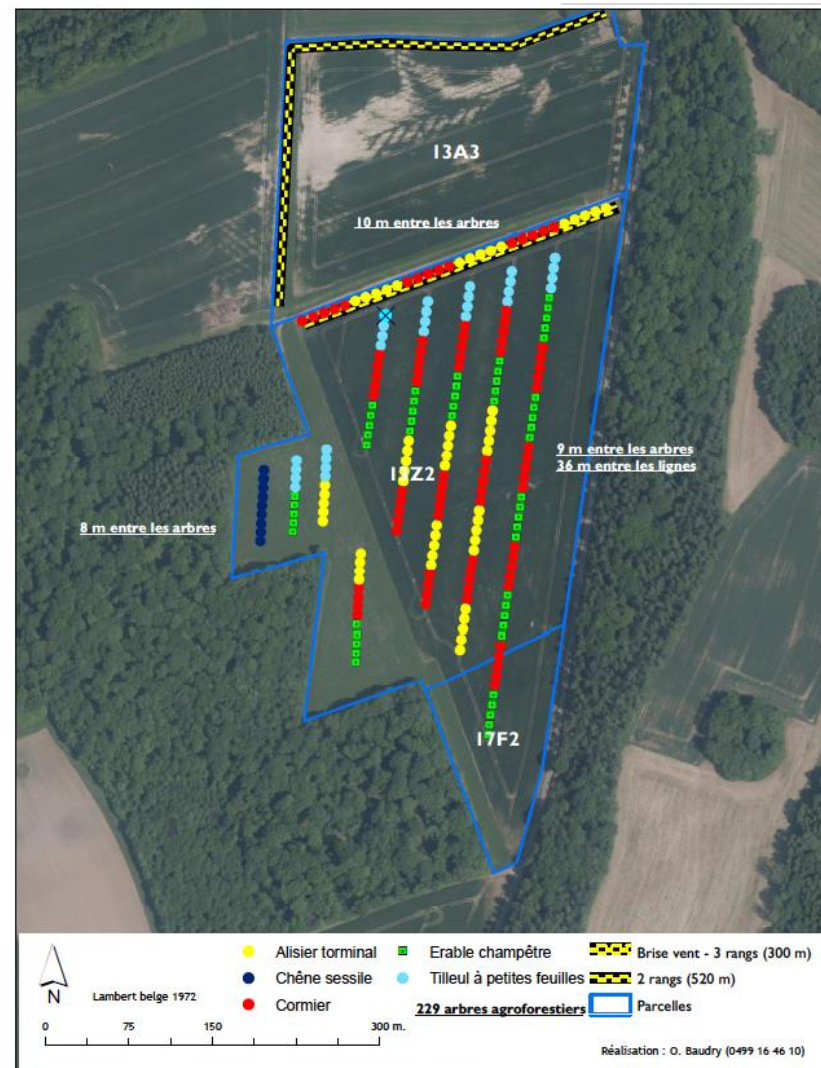 13A3
10 m entre les arbres
9 m entre les arbres
36 m entre les lignes
8 m entre les arbres
17F2
Alisier torminal
Erable champêtre
Brise vent - 3 rangs (300 m)
Chêne sessile
Tilleul à petites feuilles
2 rangs (520 m)
N
Lambert belge 1972
Cormier
229 arbres agroforestiers
Parcelles
0 75 150 300 m.
Réalisation : O. Baudry (0499 16 46 10)